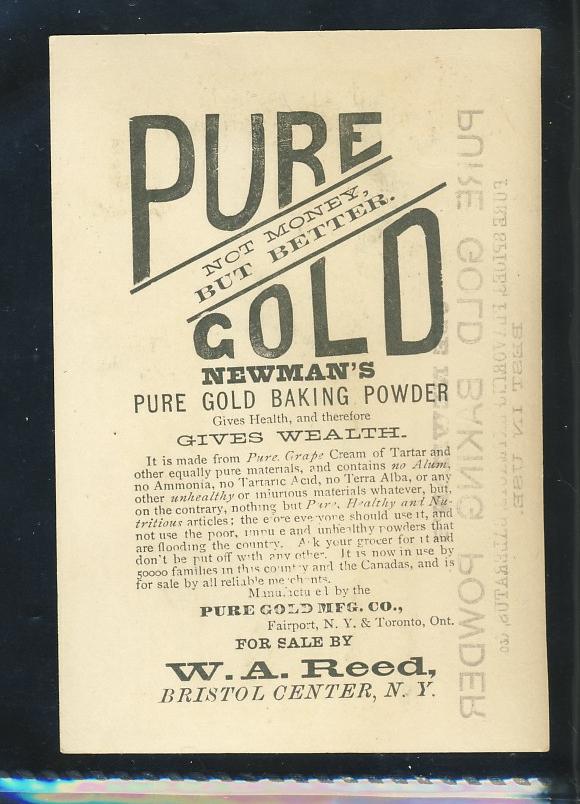 PURE
NOT MONEY,
BUT BETTER.
GOLD
NEWMAN'S
PURE GOLD BAKING POWDER
Gives Health, and therefore
GIVES WEALTH.
It is made from Pure Grape Cream of Tartar and
other equally pure materials, and contains no Alum,
no Ammonia, no Tartaric Acid, no Terra Alba, or any
other unhealthy or injurious materials whatever, but,
on the contrary, nothing but Pure, Healthy and Nu-
tritious articles; therefore everyone should use it, and
not use the poor, impure and unhealthy powders that
are flooding the country. Ask your grocer for it and
don't be put off with any other. It is now in use by
50000 families in this country and the Canadas, and is
for sale by all reliable merchants.
Manufactured by the
PURE GOLD MFG. CO.,
Fairport, N. Y. & Toronto, Ont.
FOR SALE BY
W. A. Reed,
BRISTOL CENTER, N. Y.
PURE GOLD BAKING POWDER
BEST IN USE.